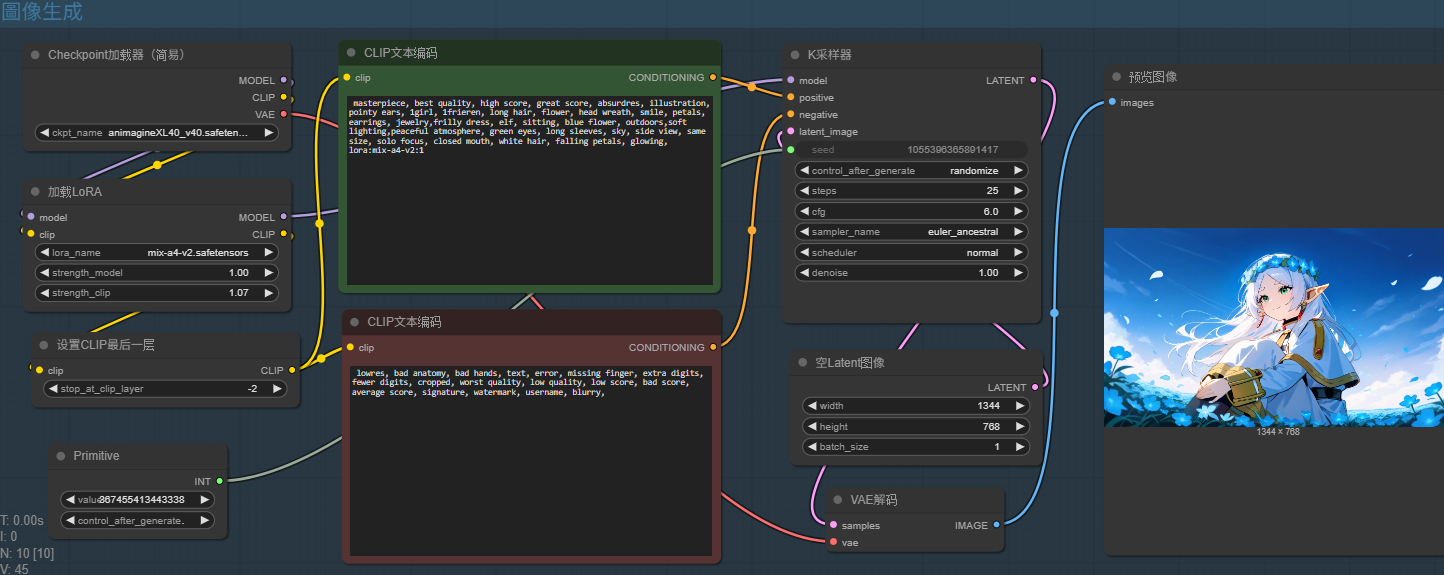 圖像生成
Checkpoint加载器（简易）
MODEL
CLIP
VAE
ckpt_name animagineXL40_v40.safeten...
加载LoRA
model MODEL
clip CLIP
lora_name mix-a4-v2.safetensors
strength_model 1.00
strength_clip 1.07
设置CLIP最后一层
clip CLIP
stop_at_clip_layer -2
Primitive
INT
value 367455413443338
control_after_generate.
T: 0.00s
I: 0
N: 10 [10]
V: 45
CLIP文本编码
clip CONDITIONING
masterpiece, best quality, high score, great score, absurdres, illustration,
pointy ears, 1girl, 1frieren, long hair, flower, head wreath, smile, petals,
earrings, jewelry,frilly dress, elf, sitting, blue flower, outdoors,soft
lighting,peaceful atmosphere, green eyes, long sleeves, sky, side view, same
size, solo focus, closed mouth, white hair, falling petals, glowing,
lora:mix-a4-v2:1
CLIP文本编码
clip CONDITIONING
lowres, bad anatomy, bad hands, text, error, missing finger, extra digits,
fewer digits, cropped, worst quality, low quality, low score, bad score,
average score, signature, watermark, username, blurry,
K采样器
model LATENT
positive
negative
latent_image
seed 1055396365891417
control_after_generate randomize
steps 25
cfg 6.0
sampler_name euler_ancestral
scheduler normal
denoise 1.00
空Latent图像
LATENT
width 1344
height 768
batch_size 1
VAE解码
samples IMAGE
vae
预览图像
images
1344 × 768